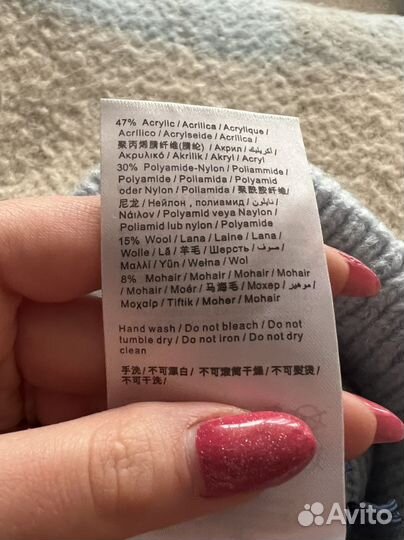 47% Acrylic / Acrilica / Acrylique /
Acrílico / Acrylseide / Acrilica /
聚丙烯腈纤维(腈纶) / Акрил / أكريليك /
Ακρυλικό / Akrilik / Akryl / Acryl
30% Polyamide-Nylon / Poliammide /
Polyamide / Poliamida / Polyamid
oder Nylon / Poliamida / 聚酰胺纤维/
尼龙 / Нейлон , полиамид / نايلون /
Νάιλον / Polyamid veya Naylon /
Poliamid lub nylon / Polyamide
15% Wool / Lana / Laine / Lana /
Wolle / Lã / 羊毛 / Шерсть / صوف /
Μαλλί / Yün / Wełna / Wol
8% Mohair / Mohair / Mohair / Mohair
/ Mohair / Moér / 马海毛 / Мохер / موهير /
Μοχαίρ / Tiftik / Moher / Mohair
Hand wash / Do not bleach / Do not
tumble dry / Do not iron / Do not dry
clean
手洗 / 不可漂白 / 不可滚筒干燥 / 不可熨烫
/ 不可干洗 /
Avito